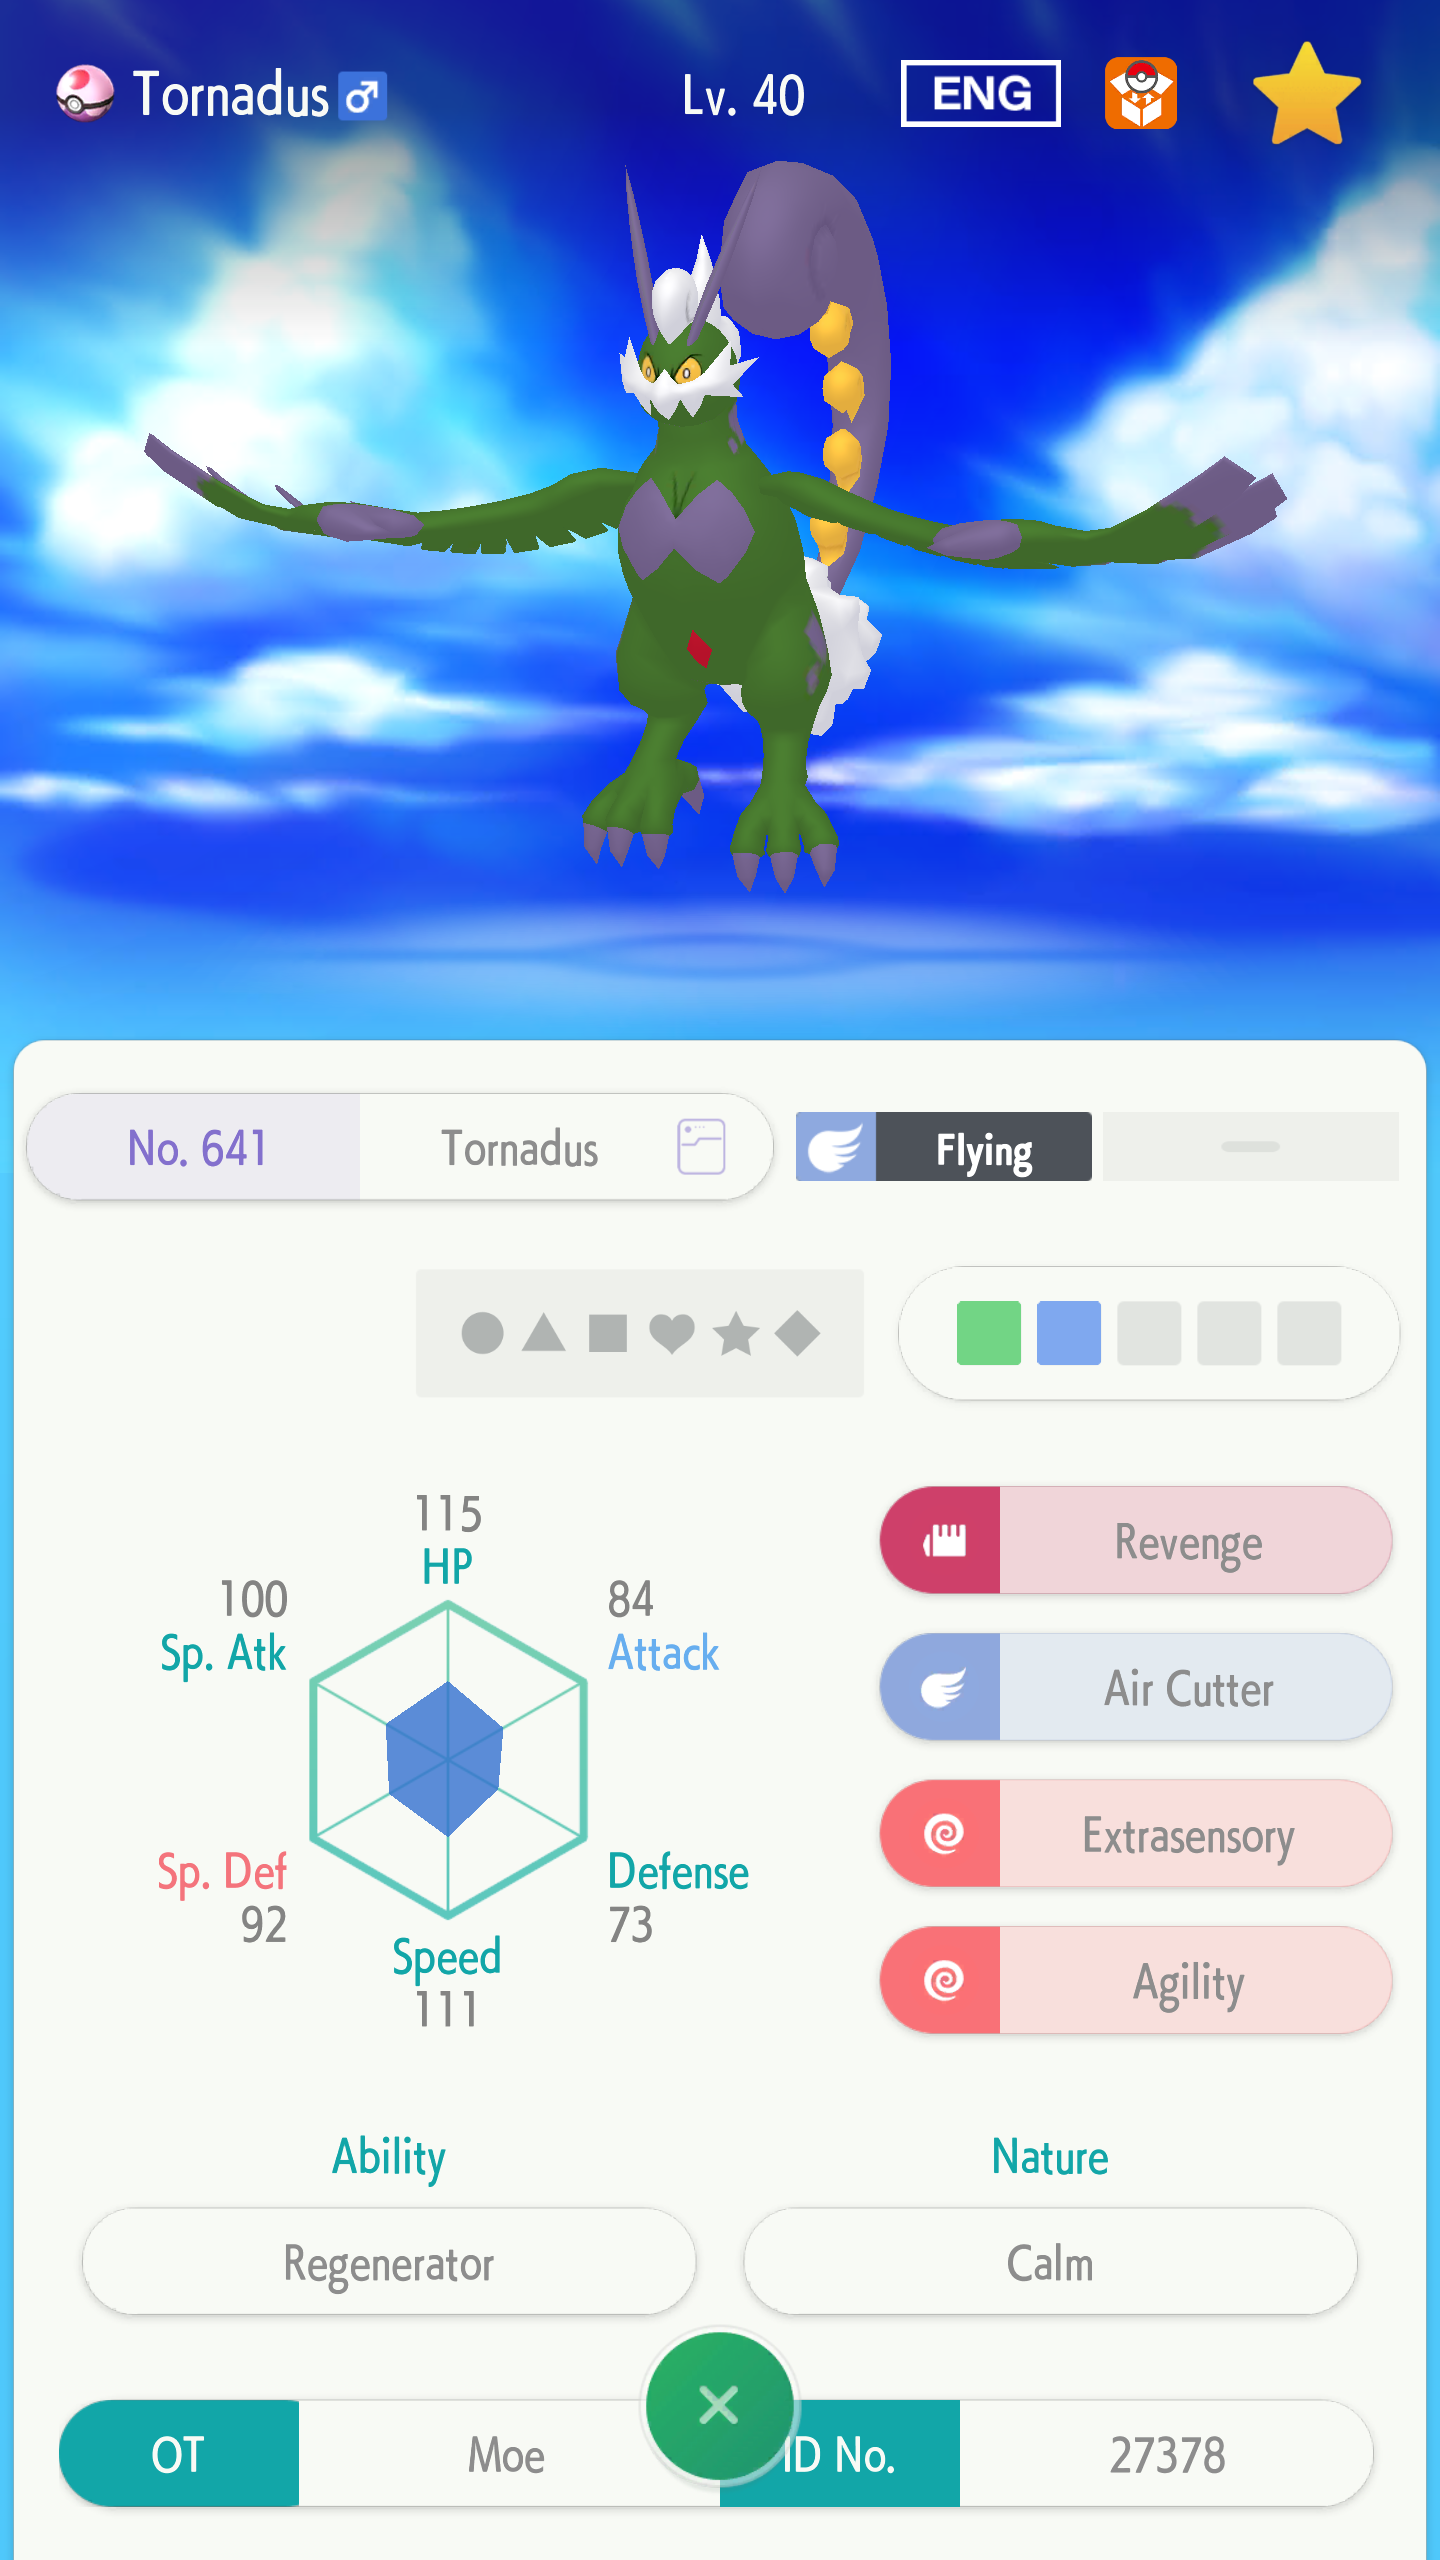 Tornadus ♂ Lv. 40 ENG
No. 641 Tornadus Flying
115
HP
100 84
Sp. Atk Attack
Sp. Def Defense
92 73
Speed
111
Revenge
Air Cutter
Extrasensory
Agility
Ability Nature
Regenerator Calm
OT Moe ID No. 27378